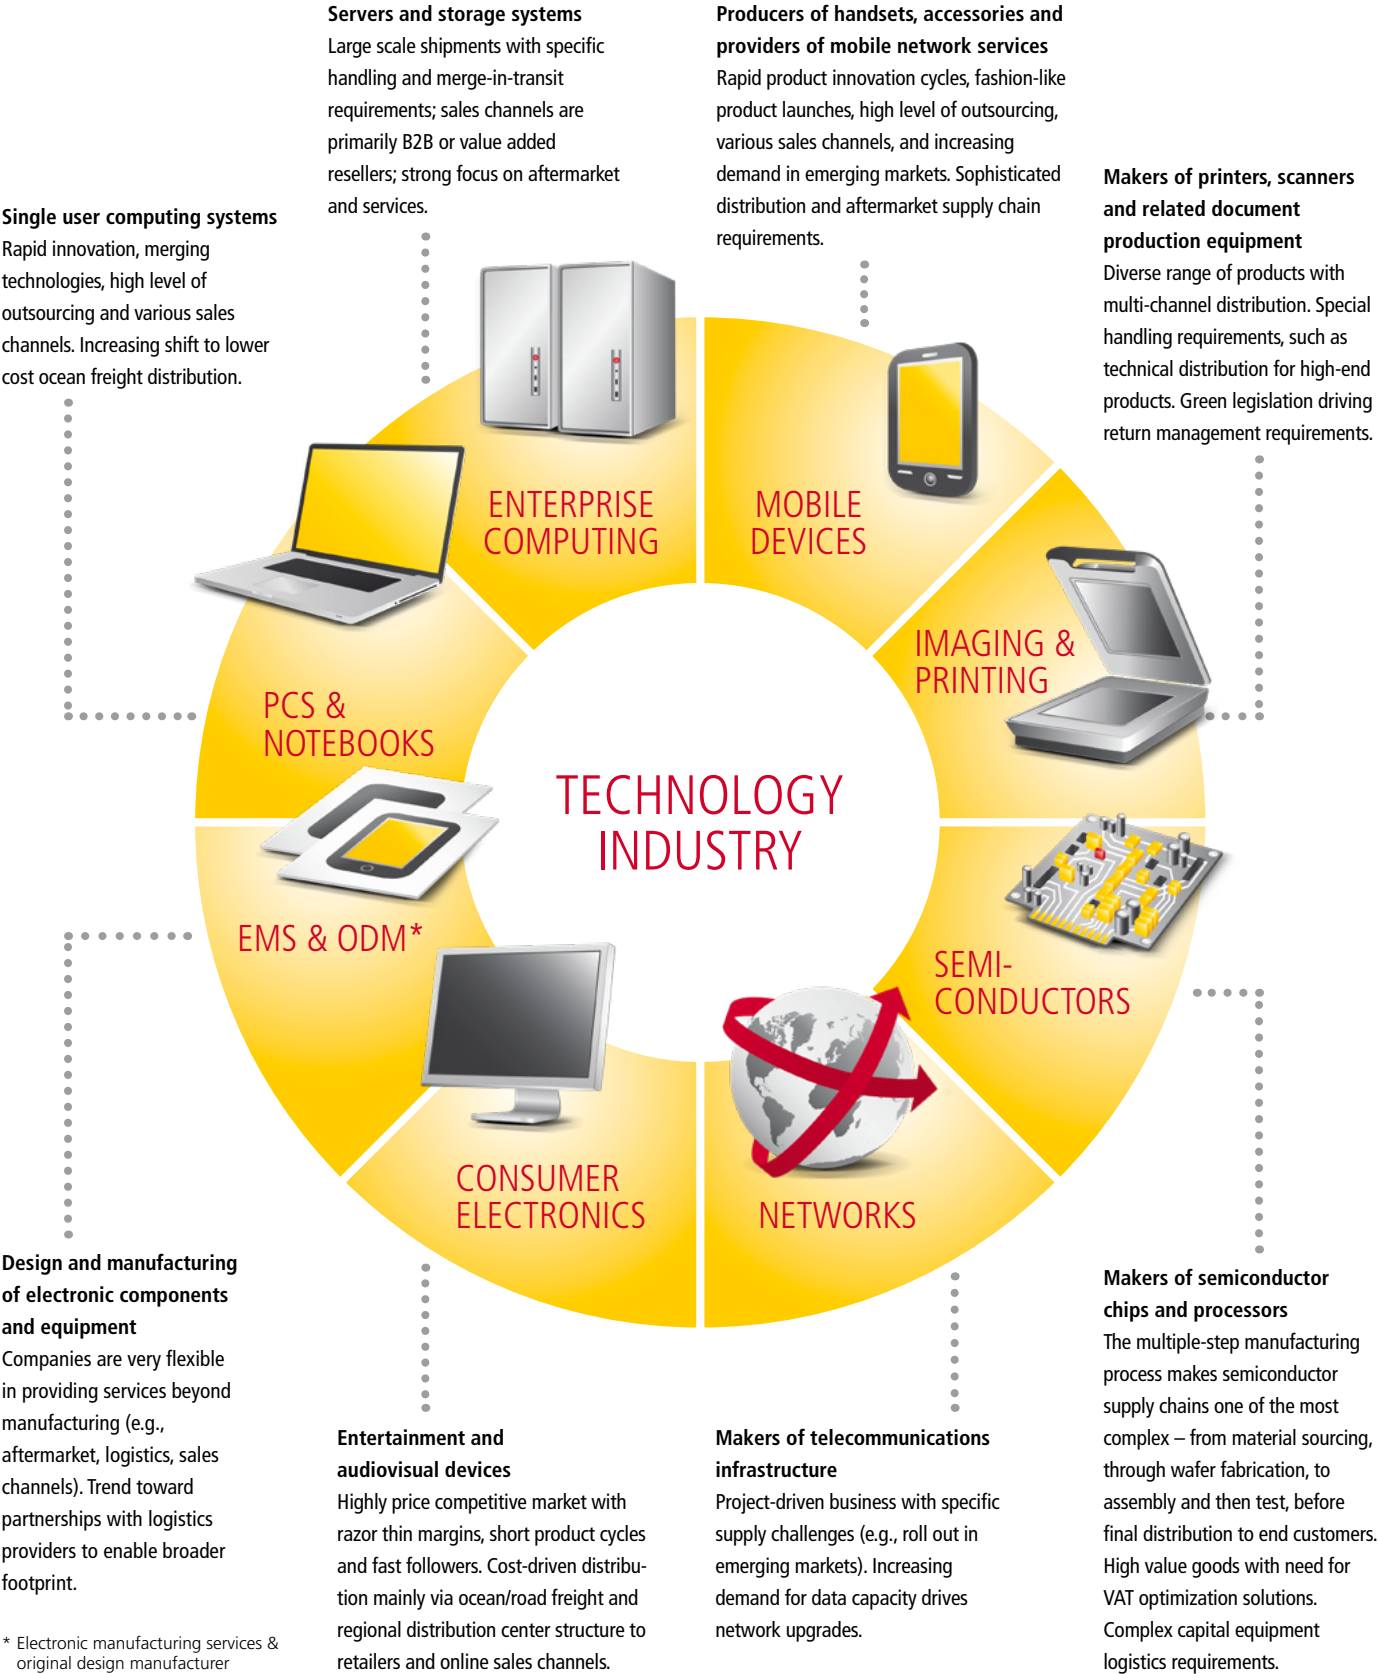 Servers and storage systems
Large scale shipments with specific
handling and merge-in-transit
requirements; sales channels are
primarily B2B or value added
resellers; strong focus on aftermarket
and services.
Producers of handsets, accessories and
providers of mobile network services
Rapid product innovation cycles, fashion-like
product launches, high level of outsourcing,
various sales channels, and increasing
demand in emerging markets. Sophisticated
distribution and aftermarket supply chain
requirements.
Makers of printers, scanners
and related document
production equipment
Diverse range of products with
multi-channel distribution. Special
handling requirements, such as
technical distribution for high-end
products. Green legislation driving
return management requirements.
Single user computing systems
Rapid innovation, merging
technologies, high level of
outsourcing and various sales
channels. Increasing shift to lower
cost ocean freight distribution.
ENTERPRISE
COMPUTING
MOBILE
DEVICES
IMAGING &
PRINTING
PCS &
NOTEBOOKS
TECHNOLOGY
INDUSTRY
EMS & ODM*
SEMI-
CONDUCTORS
CONSUMER
ELECTRONICS
NETWORKS
Design and manufacturing
of electronic components
and equipment
Companies are very flexible
in providing services beyond
manufacturing (e.g.,
aftermarket, logistics, sales
channels). Trend toward
partnerships with logistics
providers to enable broader
footprint.
* Electronic manufacturing services &
original design manufacturer
Entertainment and
audiovisual devices
Highly price competitive market with
razor thin margins, short product cycles
and fast followers. Cost-driven distribu-
tion mainly via ocean/road freight and
regional distribution center structure to
retailers and online sales channels.
Makers of telecommunications
infrastructure
Project-driven business with specific
supply challenges (e.g., roll out in
emerging markets). Increasing
demand for data capacity drives
network upgrades.
Makers of semiconductor
chips and processors
The multiple-step manufacturing
process makes semiconductor
supply chains one of the most
complex – from material sourcing,
through wafer fabrication, to
assembly and then test, before
final distribution to end customers.
High value goods with need for
VAT optimization solutions.
Complex capital equipment
logistics requirements.